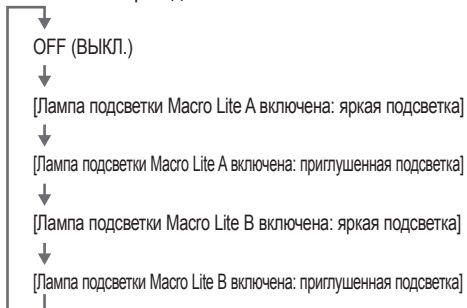 OFF (ВЫКЛ.)
[Лампа подсветки Macro Lite A включена: яркая подсветка]
[Лампа подсветки Macro Lite A включена: приглушенная подсветка]
[Лампа подсветки Macro Lite B включена: яркая подсветка]
[Лампа подсветки Macro Lite B включена: приглушенная подсветка]